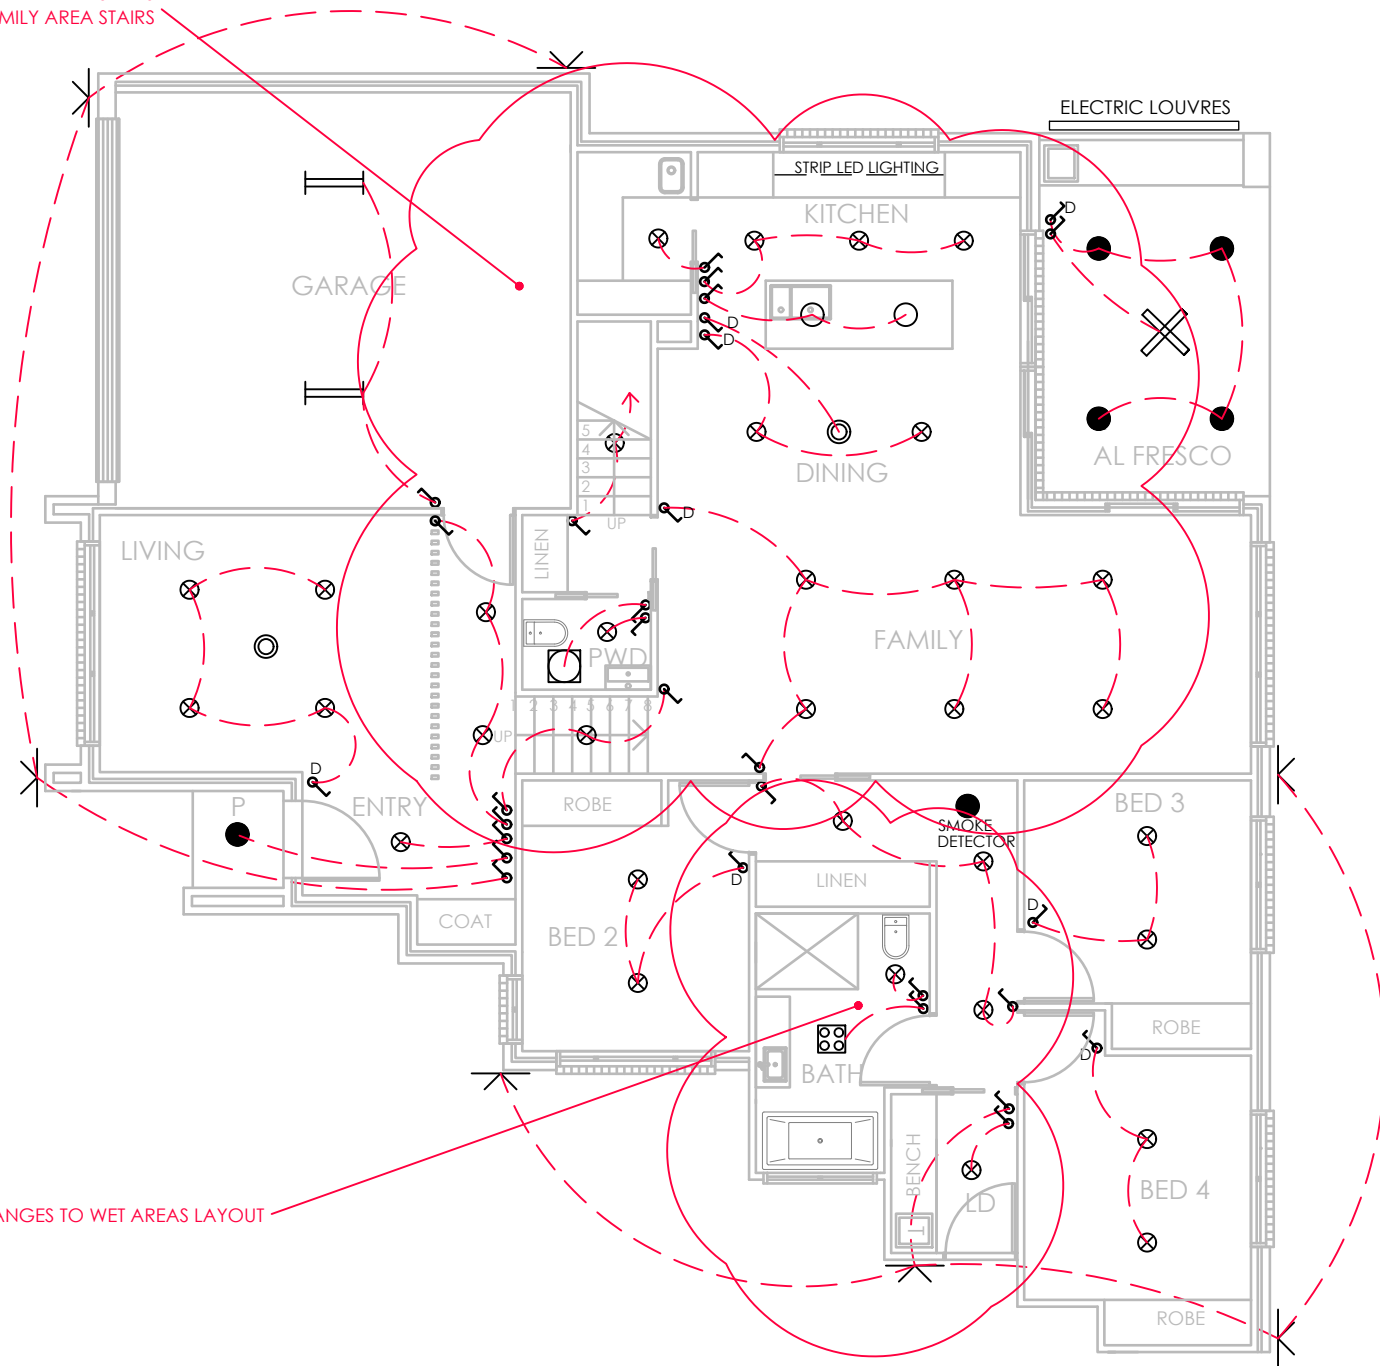 AMILY AREA STAIRS
ELECTRIC LOUVRES
STRIP LED LIGHTING
KITCHEN
D
GARAGE
D
D
5
4
3
2
1
UP
DINING
AL FRESCO
D
LIVING
LINEN
FAMILY
PWD
1 2 3 4 5 6 7 8
UP
D
P
ENTRY
ROBE
SMOKE
DETECTOR
BED 3
D
LINEN
COAT
BED 2
D
ROBE
D
BATH
BENCH
LD
T
BED 4
ANGES TO WET AREAS LAYOUT
ROBE